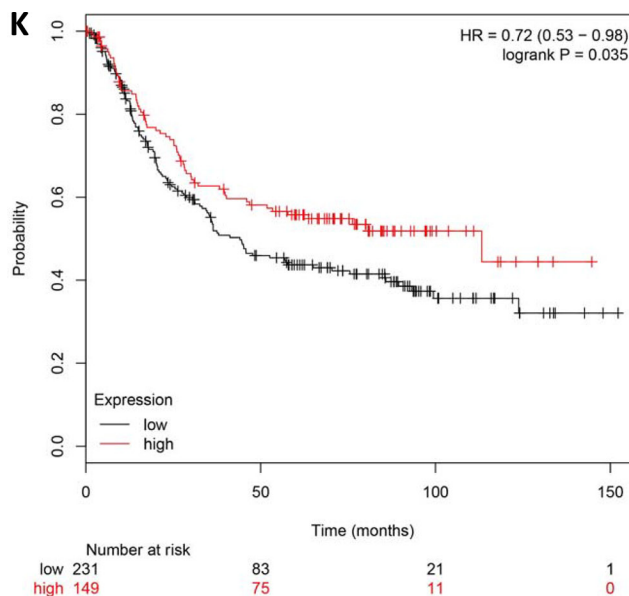 K
HR = 0.72 (0.53 − 0.98)
logrank P = 0.035
1.0
0.8
0.6
0.4
0.2
0.0
Probability
Expression
low
high
0 50 100 150
Time (months)
Number at risk
low 231 83 21 1
high 149 75 11 0